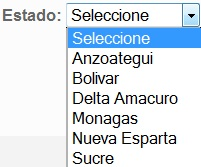 Estado: Seleccione
Seleccione
Anzoategui
Bolivar
Delta Amacuro
Monagas
Nueva Esparta
Sucre